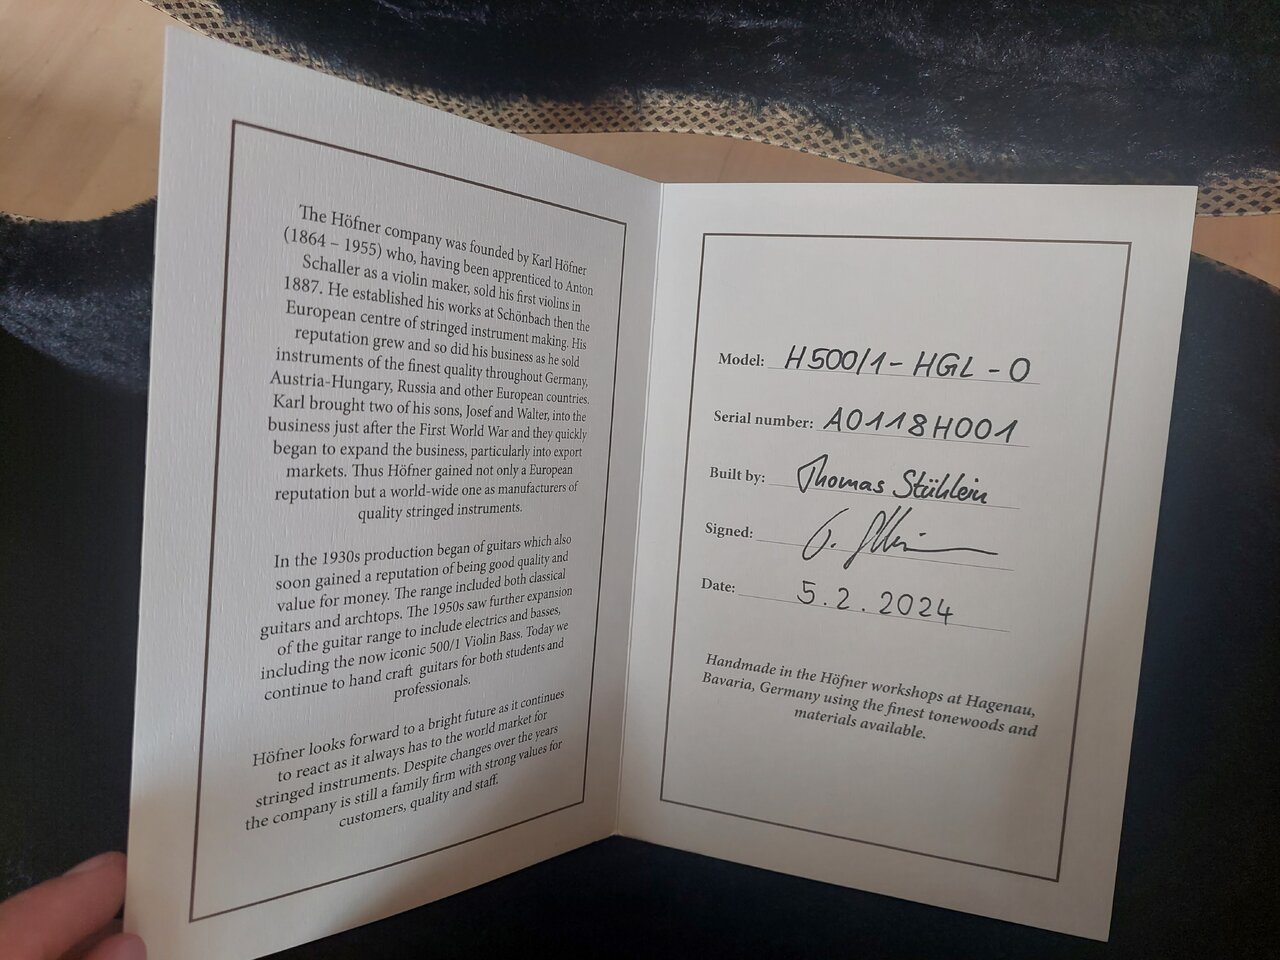 The Höfner company was founded by Karl Höfner
(1864 – 1955) who, having been apprenticed to Anton
Schaller as a violin maker, sold his first violins in
1887. He established his works at Schönbach then the
European centre of stringed instrument making. His
reputation grew and so did his business as he sold
instruments of the finest quality throughout Germany,
Austria-Hungary, Russia and other European countries.
Karl brought two of his sons, Josef and Walter, into the
business just after the First World War and they quickly
began to expand the business, particularly into export
markets. Thus Höfner gained not only a European
reputation but a world-wide one as manufacturers of
quality stringed instruments.
In the 1930s production began of guitars which also
soon gained a reputation of being good quality and
value for money. The range included both classical
guitars and archtops. The 1950s saw further expansion
of the guitar range to include electrics and basses,
including the now iconic 500/1 Violin Bass. Today we
continue to hand craft guitars for both students and
professionals.
Höfner looks forward to a bright future as it continues
to react as it always has to the world market for
stringed instruments. Despite changes over the years
the company is still a family firm with strong values for
customers, quality and staff.
Model: H500/1-HGL-O
Serial number: A0118H001
Built by: Thomas Stühlein
Signed:
Date: 5.2.2024
Handmade in the Höfner workshops at Hagenau,
Bavaria, Germany using the finest tonewoods and
materials available.